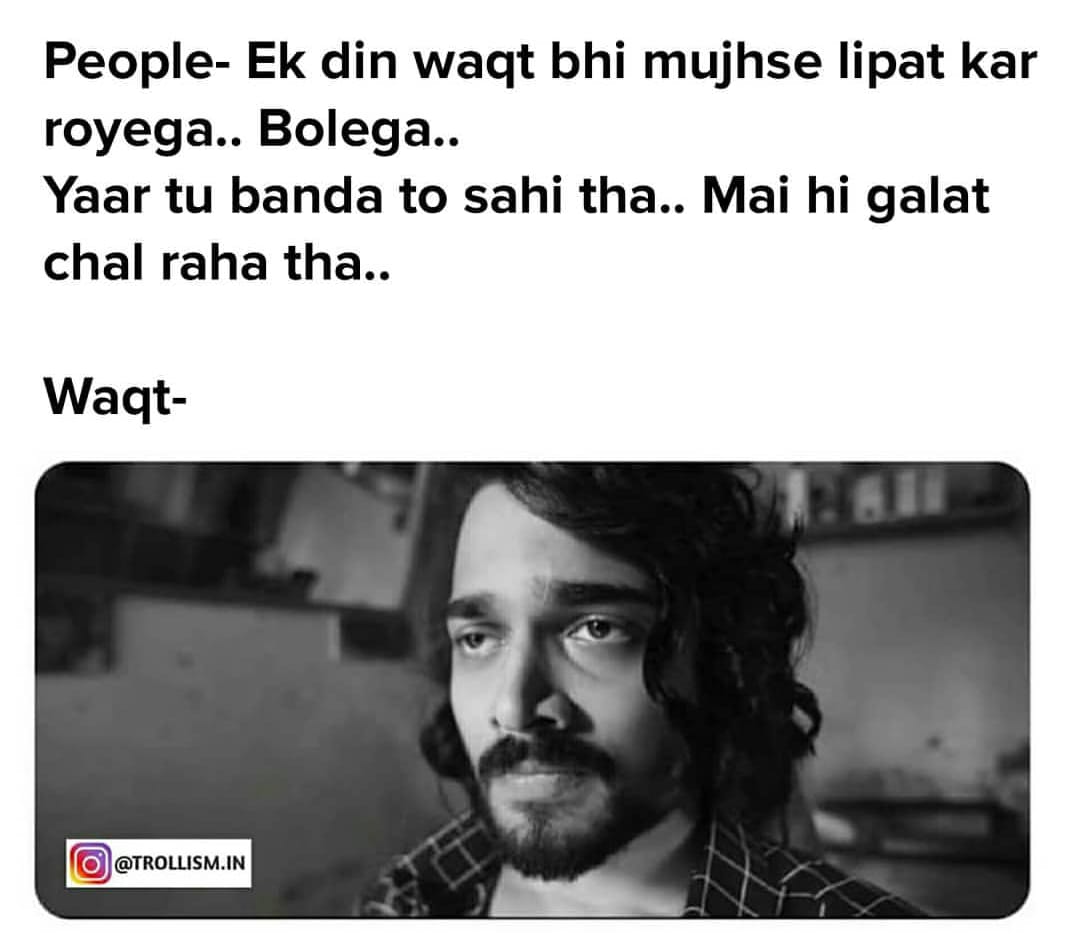 People- Ek din waqt bhi mujhse lipat kar
royega.. Bolega..
Yaar tu banda to sahi tha.. Mai hi galat
chal raha tha..
Waqt-
@TROLLISM.IN